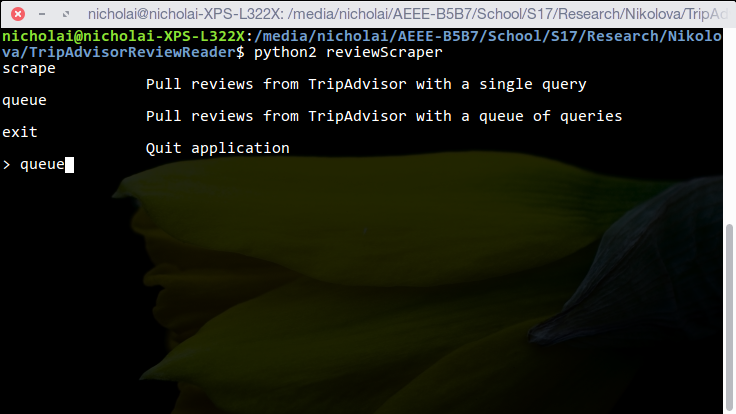 nicholai@nicholai-XPS-L322X: /media/nicholai/AEEE-B5B7/School/S17/Research/Nikolova/TripAd
nicholai@nicholai-XPS-L322X:/media/nicholai/AEEE-B5B7/School/S17/Research/Nikolo
va/TripAdvisorReviewReader$ python2 reviewScraper
scrape
Pull reviews from TripAdvisor with a single query
queue
Pull reviews from TripAdvisor with a queue of queries
exit
Quit application
> queue